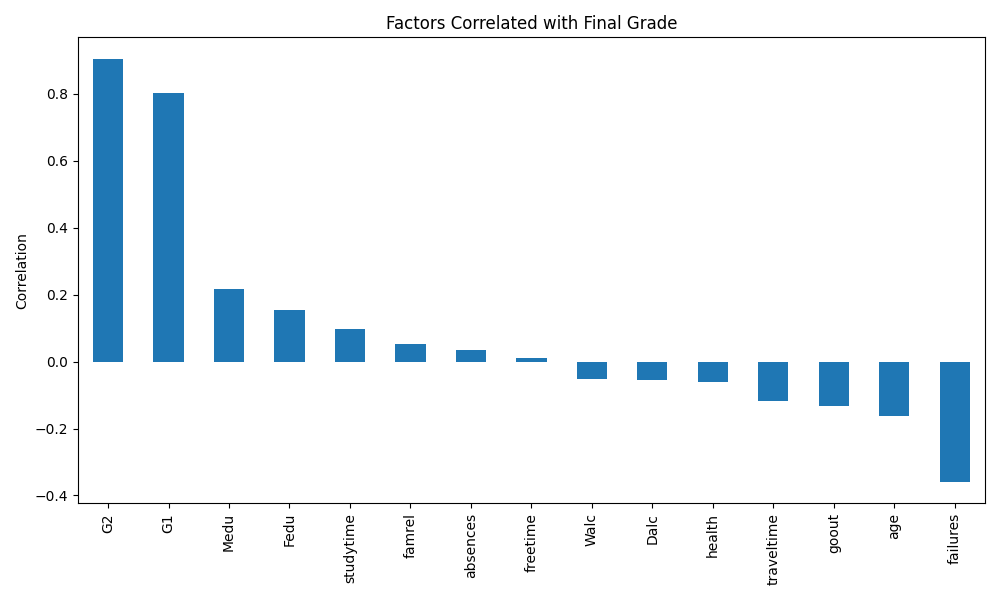 Factors Correlated with Final Grade
Correlation
0.8
0.6
0.4
0.2
0.0
−0.2
−0.4
G2
G1
Medu
Fedu
studytime
famrel
absences
freetime
Walc
Dalc
health
traveltime
goout
age
failures